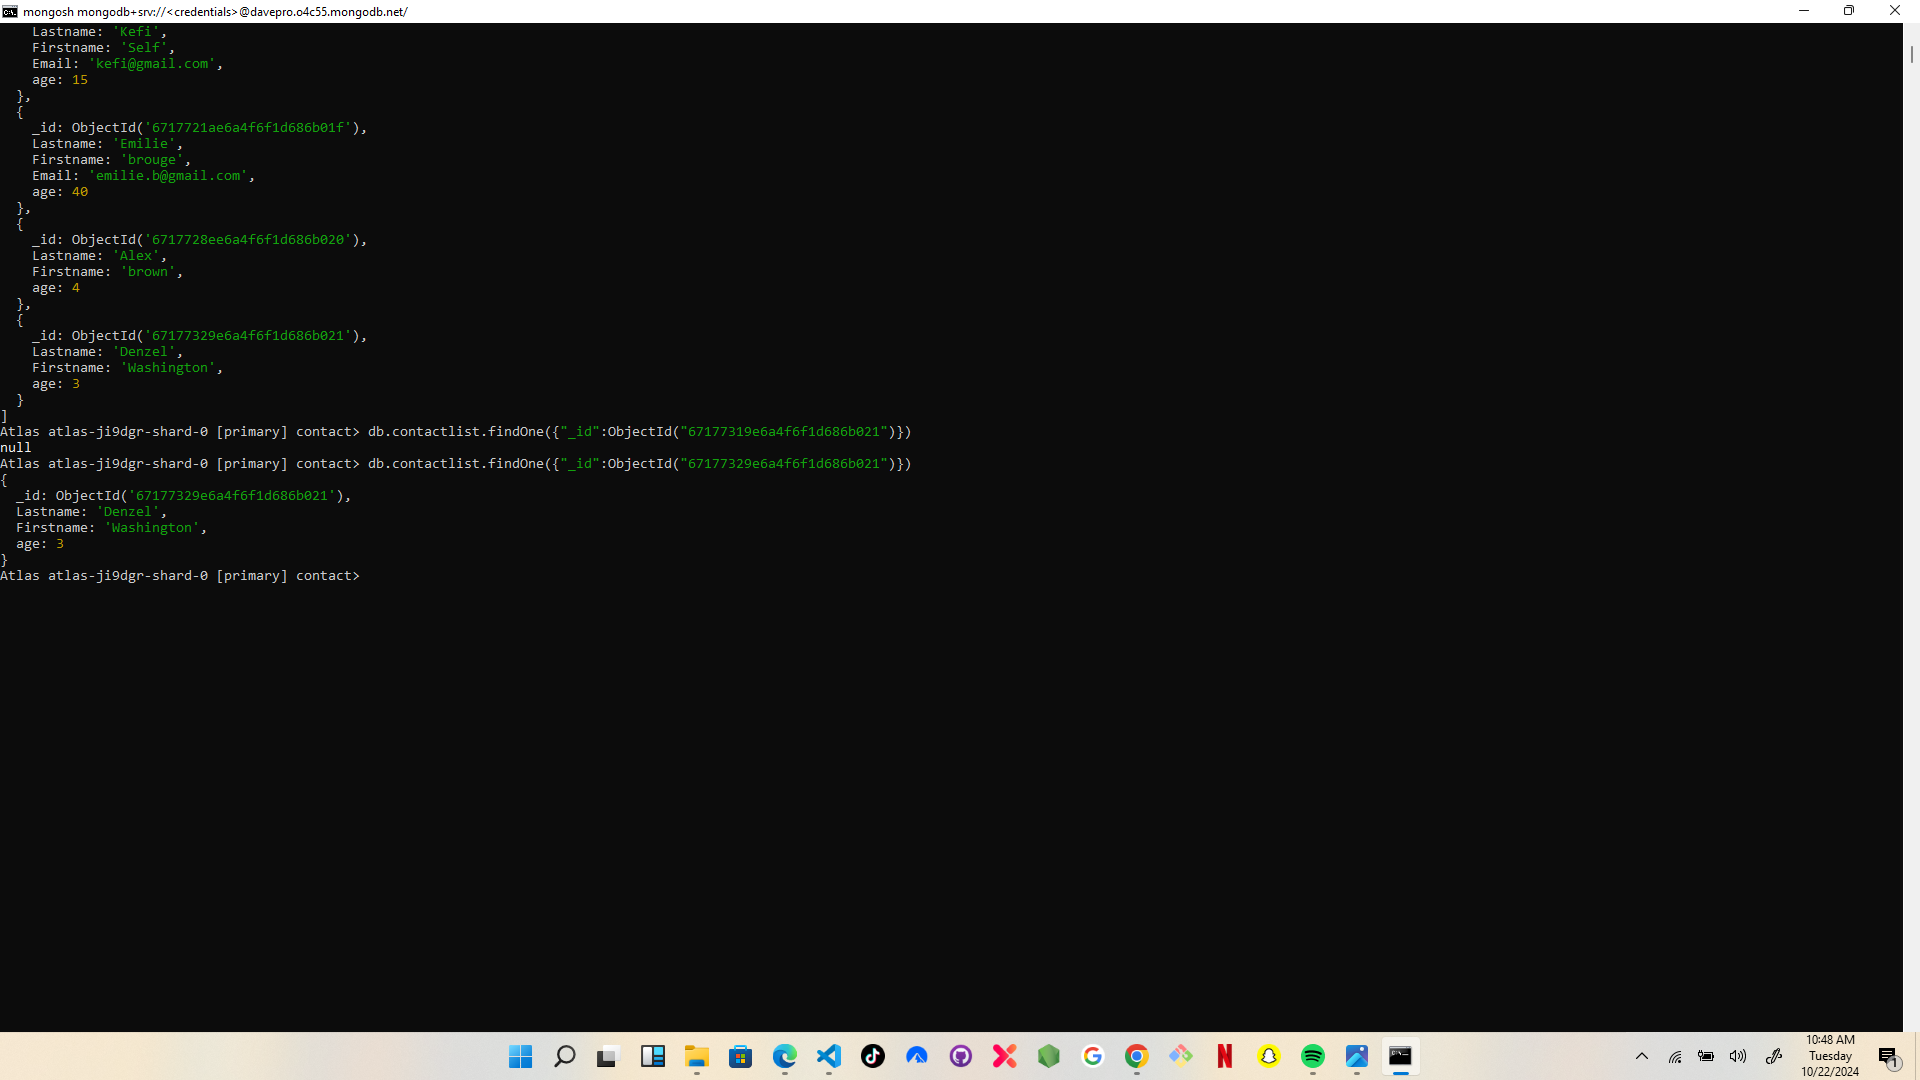 mongosh mongodb+srv://<credentials>@davepro.o4c55.mongodb.net/
    Lastname: 'Kefi',
    Firstname: 'Self',
    Email: 'kefi@gmail.com',
    age: 15
  },
  {
    _id: ObjectId('6717721ae6a4f6f1d686b01f'),
    Lastname: 'Emilie',
    Firstname: 'brouge',
    Email: 'emilie.b@gmail.com',
    age: 40
  },
  {
    _id: ObjectId('6717728ee6a4f6f1d686b020'),
    Lastname: 'Alex',
    Firstname: 'brown',
    age: 4
  },
  {
    _id: ObjectId('67177329e6a4f6f1d686b021'),
    Lastname: 'Denzel',
    Firstname: 'Washington',
    age: 3
  }
]
Atlas atlas-ji9dgr-shard-0 [primary] contact> db.contactlist.findOne({"_id":ObjectId("67177319e6a4f6f1d686b021")})
null
Atlas atlas-ji9dgr-shard-0 [primary] contact> db.contactlist.findOne({"_id":ObjectId("67177329e6a4f6f1d686b021")})
{
  _id: ObjectId('67177329e6a4f6f1d686b021'),
  Lastname: 'Denzel',
  Firstname: 'Washington',
  age: 3
}
Atlas atlas-ji9dgr-shard-0 [primary] contact>
10:48 AM
Tuesday
10/22/2024
1